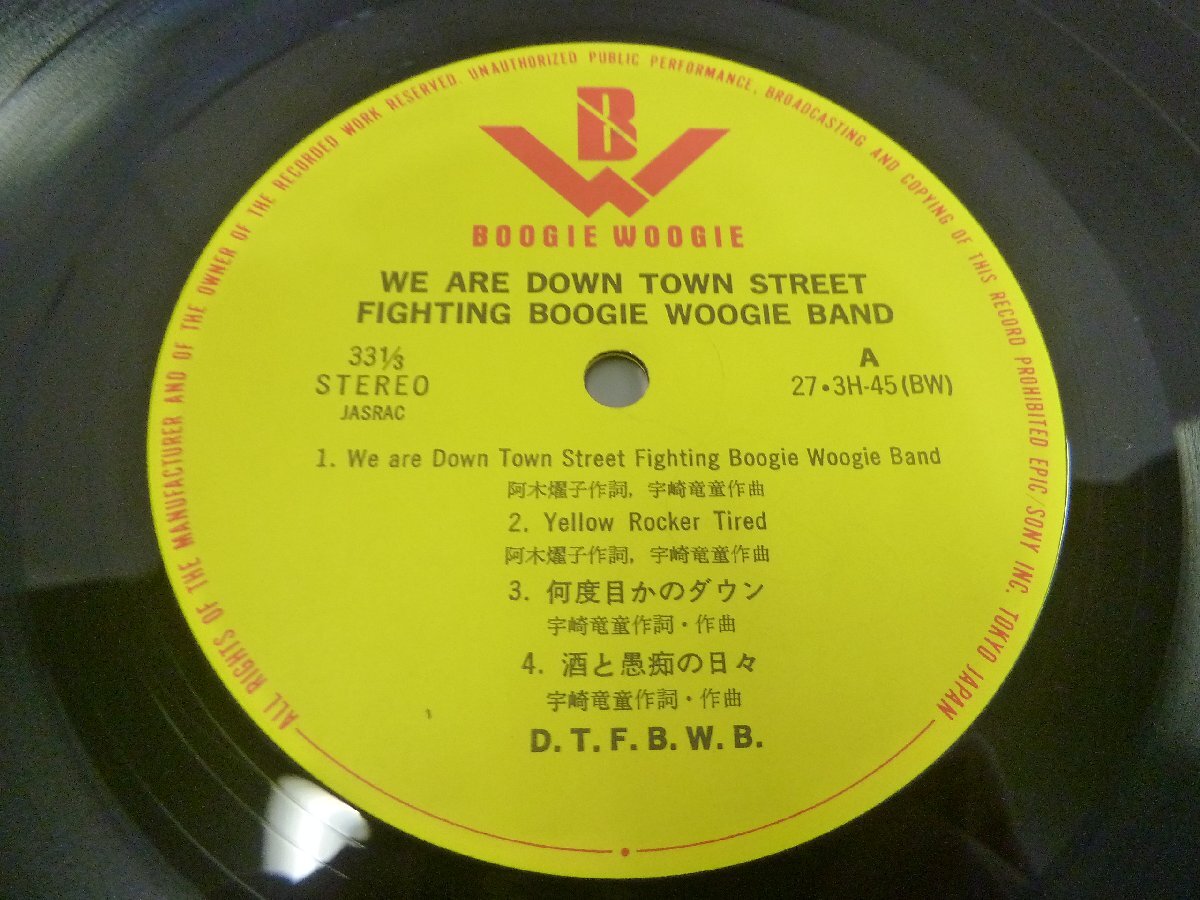 ALL RIGHTS OF THE MANUFACTURER AND OF THE OWNER OF THE RECORDED WORK RESERVED. UNAUTHORIZED PUBLIC PERFORMANCE, BROADCASTING AND COPYING OF THIS RECORD PROHIBITED EPIC/SONY INC. TOKYO JAPAN
BW
BOOGIE WOOGIE
WE ARE DOWN TOWN STREET
FIGHTING BOOGIE WOOGIE BAND
33⅓
STEREO
JASRAC
A
27•3H-45(BW)
1. We are Down Town Street Fighting Boogie Woogie Band
阿木燿子作詞, 宇崎竜童作曲
2. Yellow Rocker Tired
阿木燿子作詞, 宇崎竜童作曲
3. 何度目かのダウン
宇崎竜童作詞・作曲
4. 酒と愚痴の日々
宇崎竜童作詞・作曲
D. T. F. B. W. B.